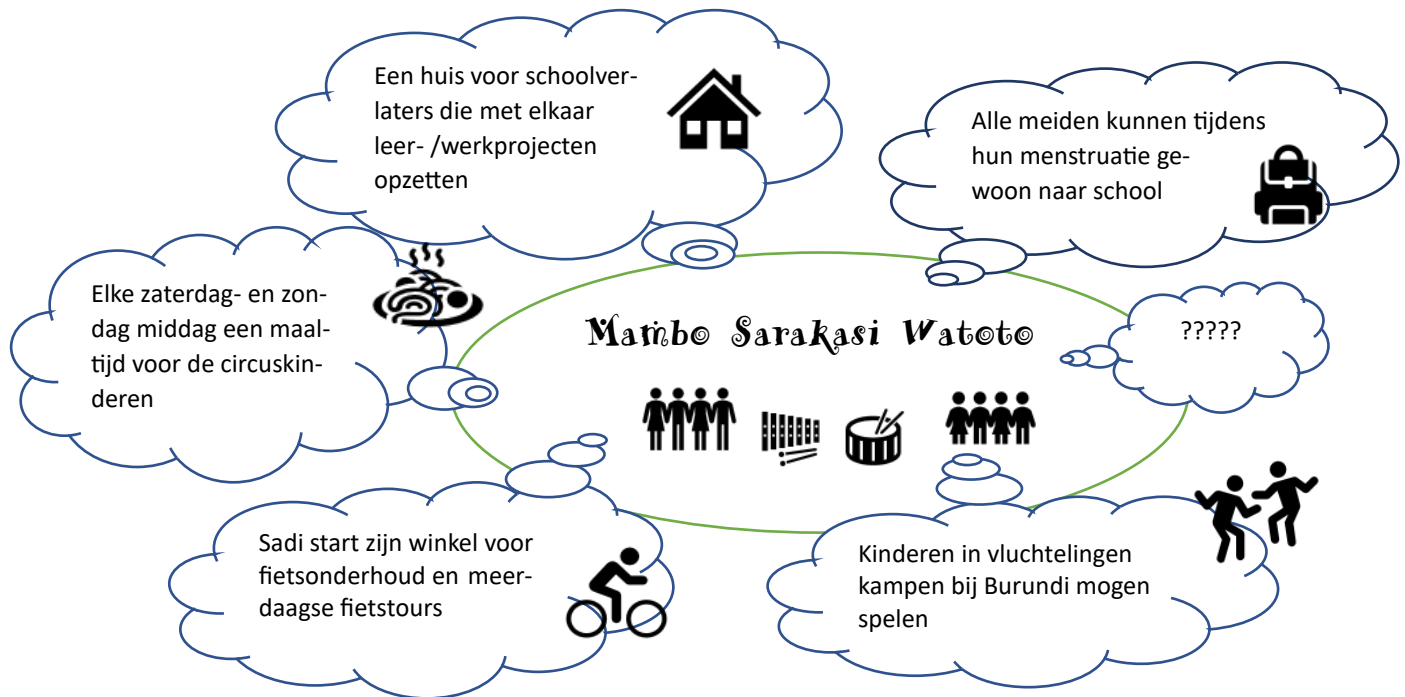 Een huis voor schoolver-
laters die met elkaar
leer- /werkprojecten
opzetten
Alle meiden kunnen tijdens
hun menstruatie ge-
woon naar school
Elke zaterdag- en zon-
dag middag een maal-
tijd voor de circuskin-
deren
Mambo Sarakasi Watoto
?????
Sadi start zijn winkel voor
fietsonderhoud en meer-
daagse fietstours
Kinderen in vluchtelingen
kampen bij Burundi mogen
spelen